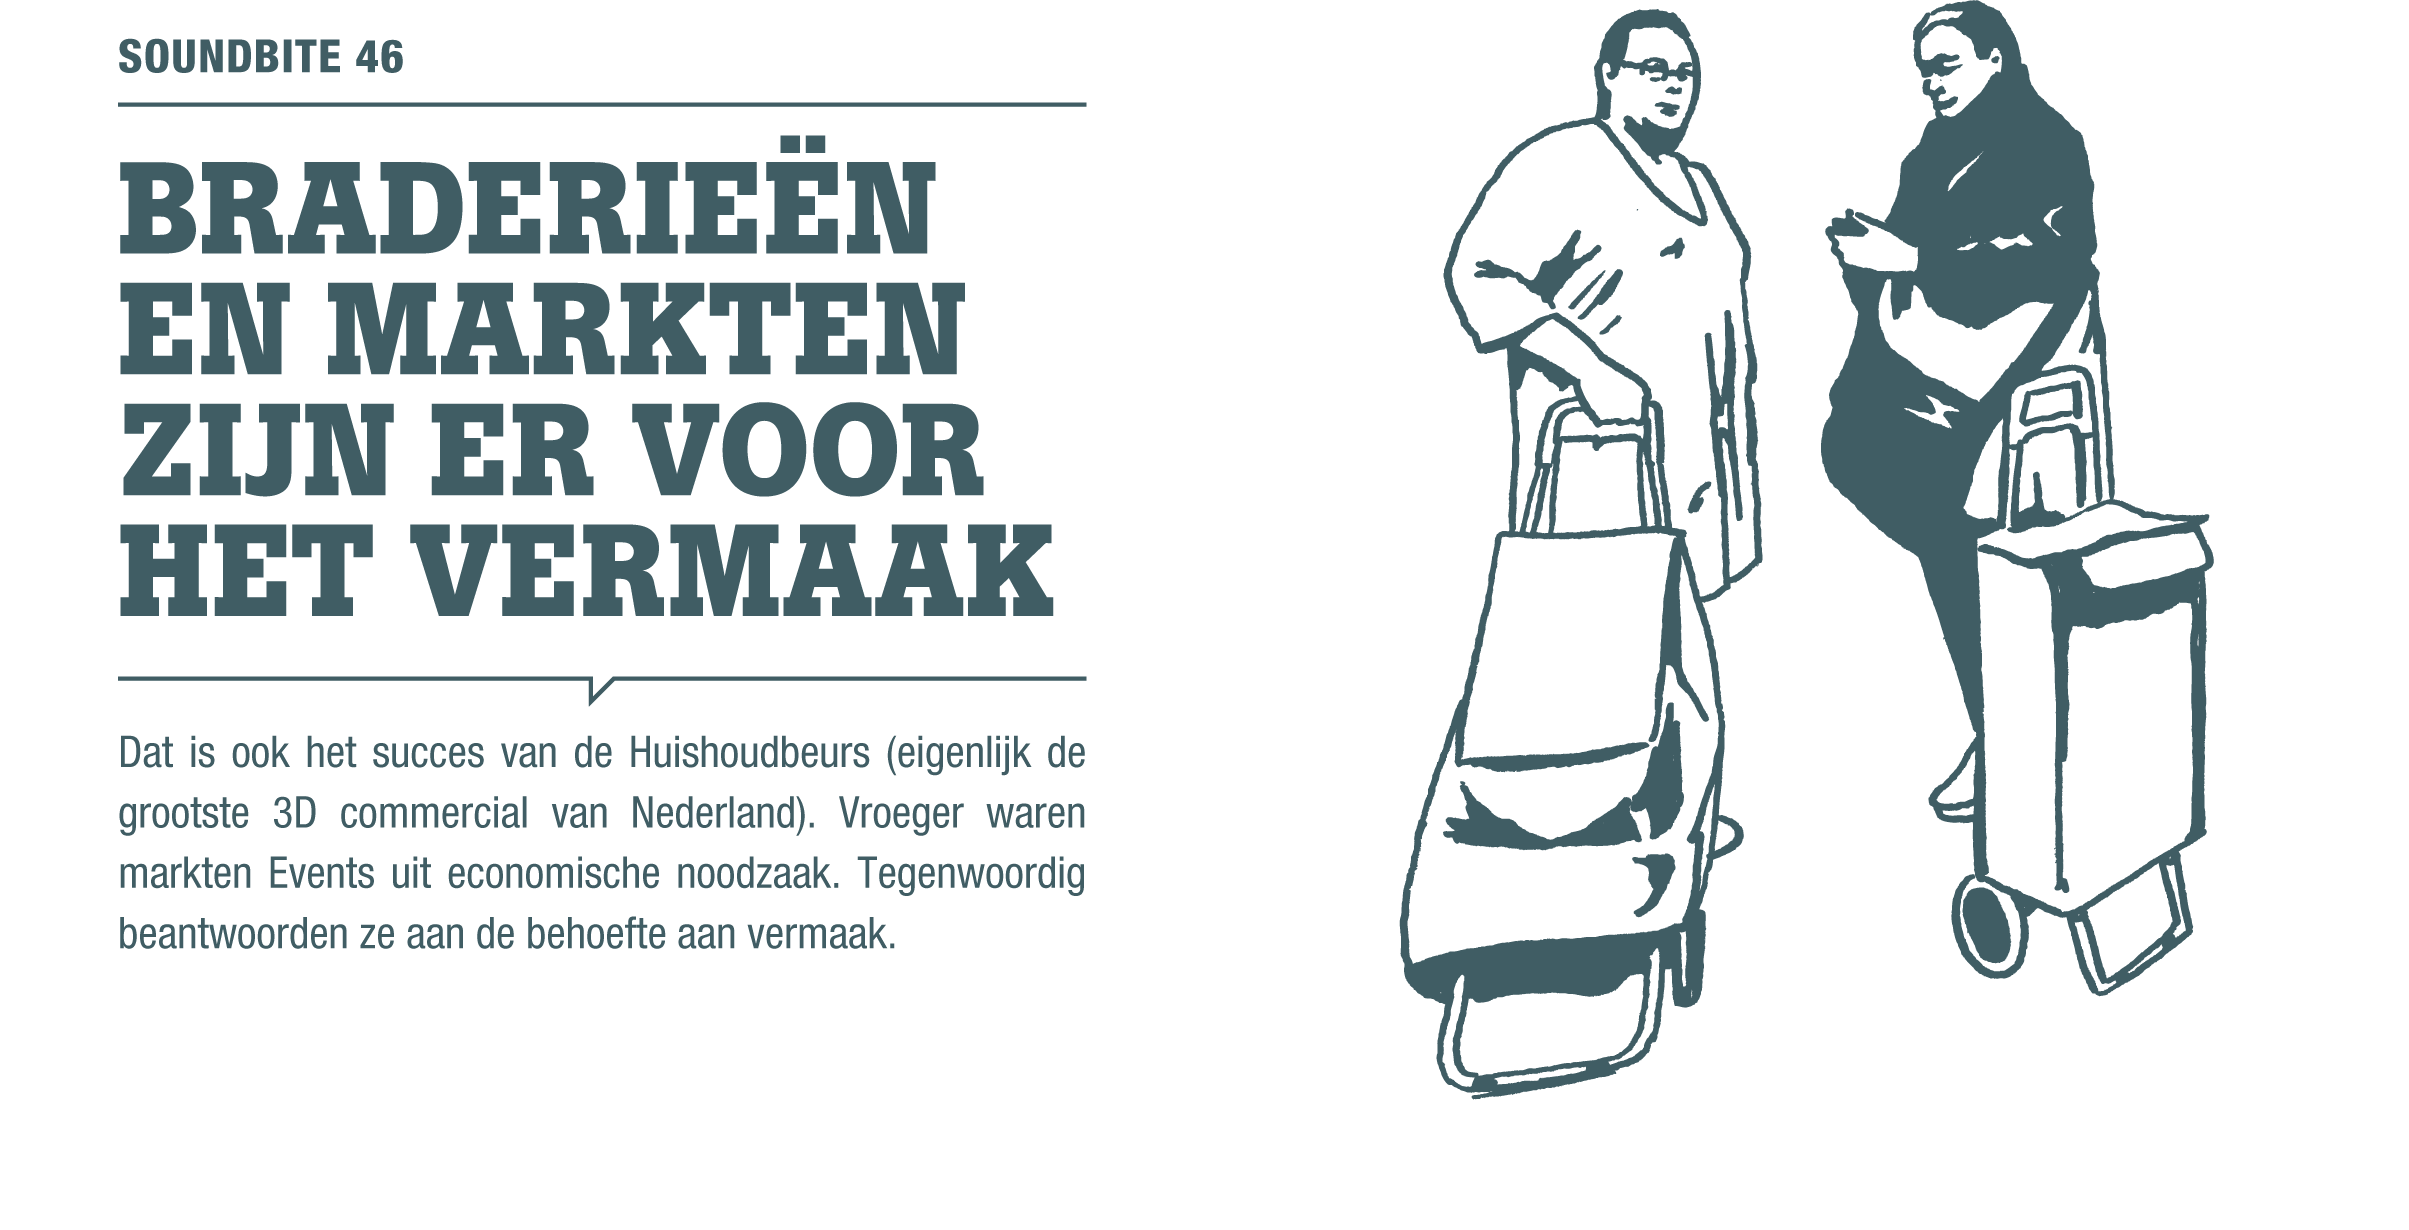 SOUNDBITE 46
BRADERIEËN
EN MARKTEN
ZIJN ER VOOR
HET VERMAAK
Dat is ook het succes van de Huishoudbeurs (eigenlijk de
grootste 3D commercial van Nederland). Vroeger waren
markten Events uit economische noodzaak. Tegenwoordig
beantwoorden ze aan de behoefte aan vermaak.